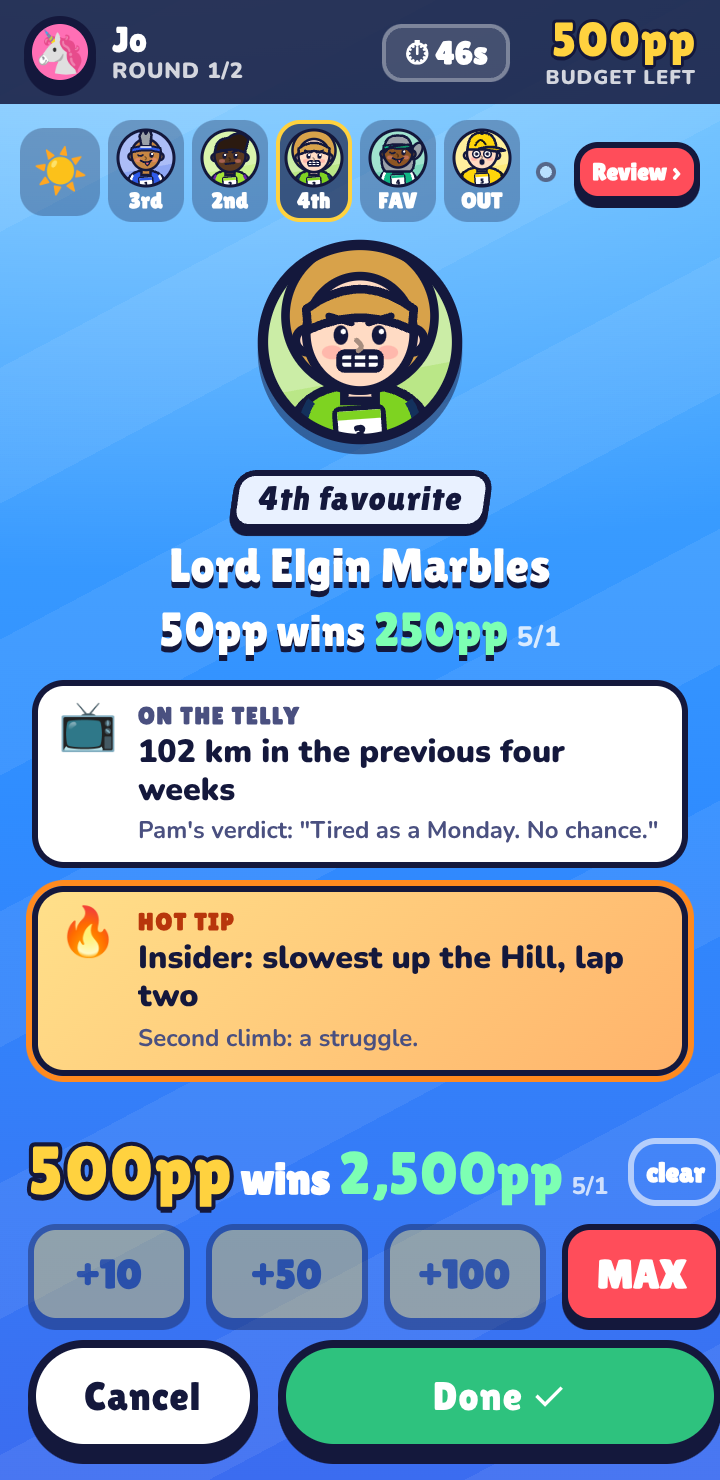 Jo
ROUND 1/2
46s
500pp
BUDGET LEFT
3rd
2nd
4th
FAV
OUT
Review ›
4th favourite
Lord Elgin Marbles
50pp wins 250pp 5/1
ON THE TELLY
102 km in the previous four
weeks
Pam's verdict: "Tired as a Monday. No chance."
HOT TIP
Insider: slowest up the Hill, lap
two
Second climb: a struggle.
500pp wins 2,500pp 5/1
clear
+10
+50
+100
MAX
Cancel
Done ✓